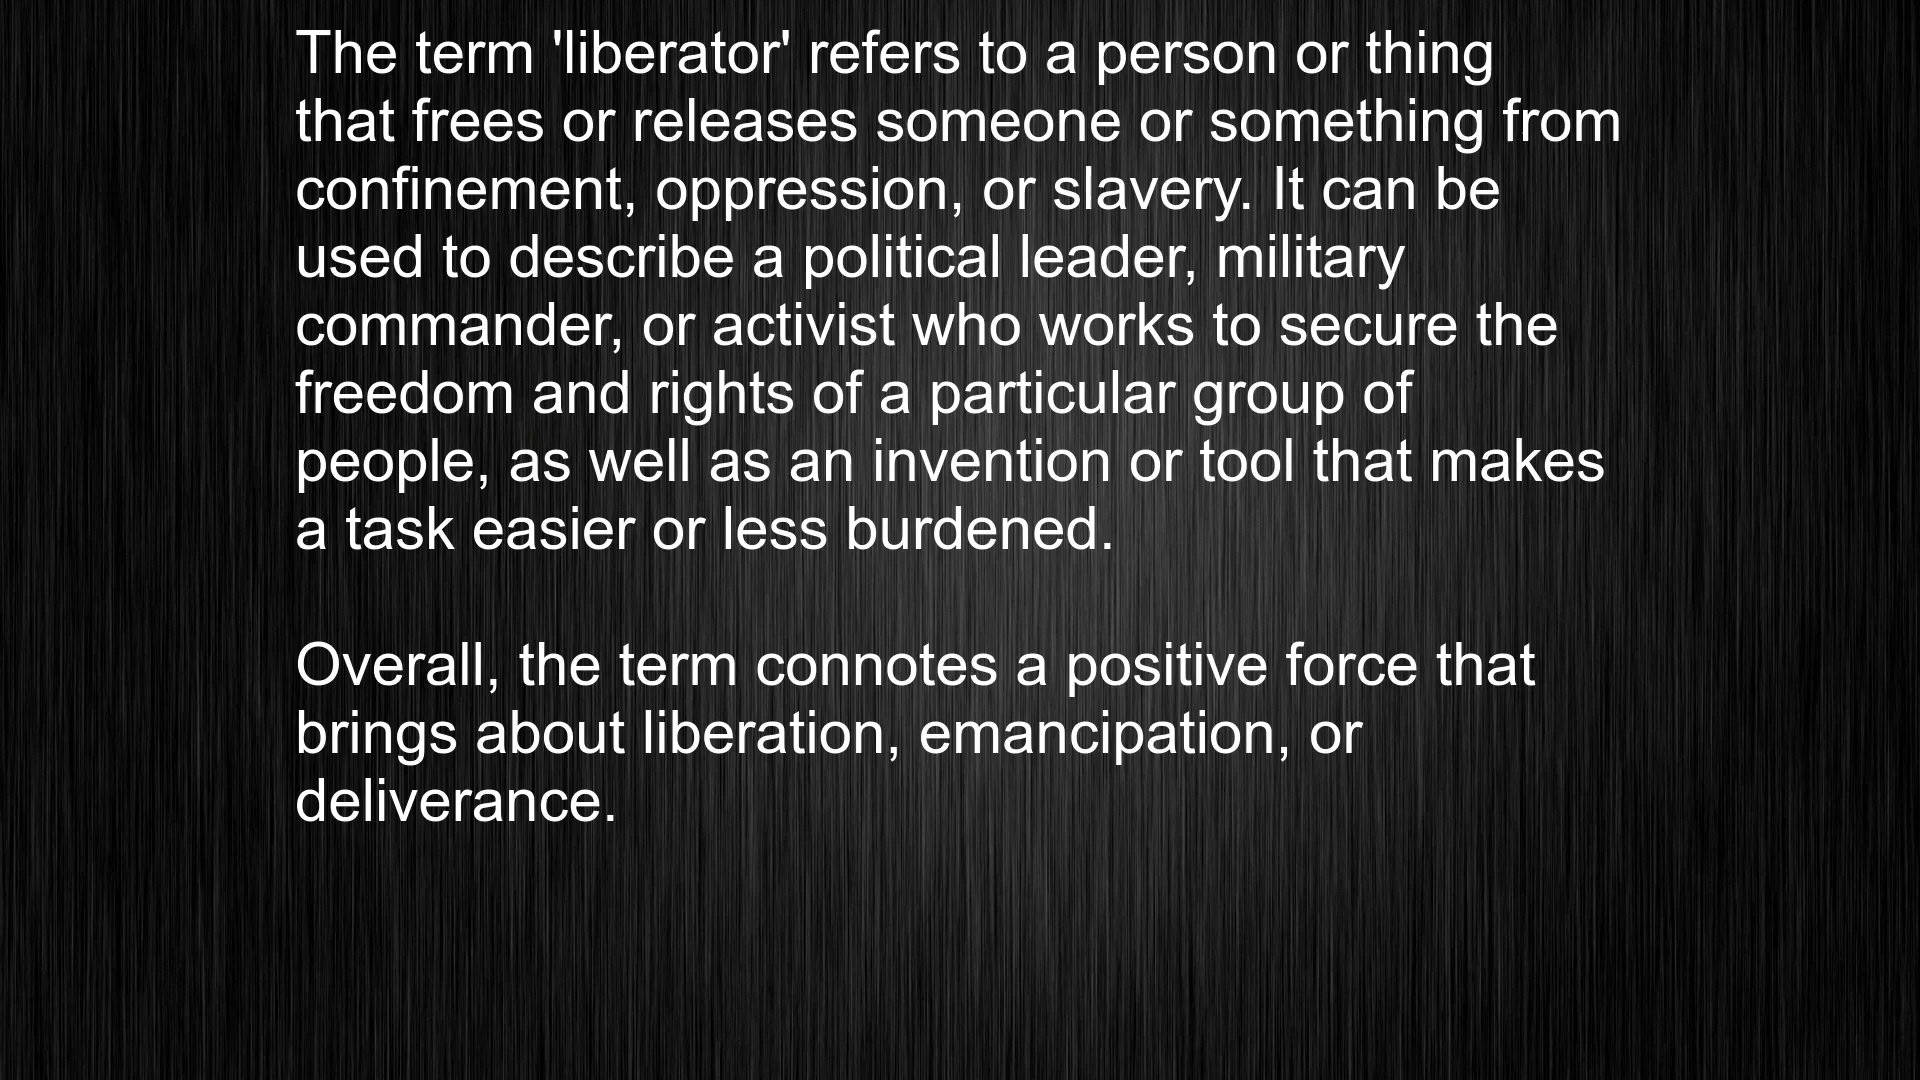 The term 'liberator' refers to a person or thing
that frees or releases someone or something from
confinement, oppression, or slavery. It can be
used to describe a political leader, military
commander, or activist who works to secure the
freedom and rights of a particular group of
people, as well as an invention or tool that makes
a task easier or less burdened.
Overall, the term connotes a positive force that
brings about liberation, emancipation, or
deliverance.